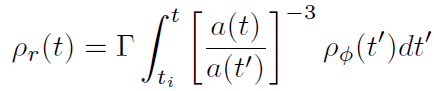 ρ_r(t) = Γ ∫_{t_i}^{t} [a(t)/a(t′)]^{-3} ρ_ϕ(t′)dt′